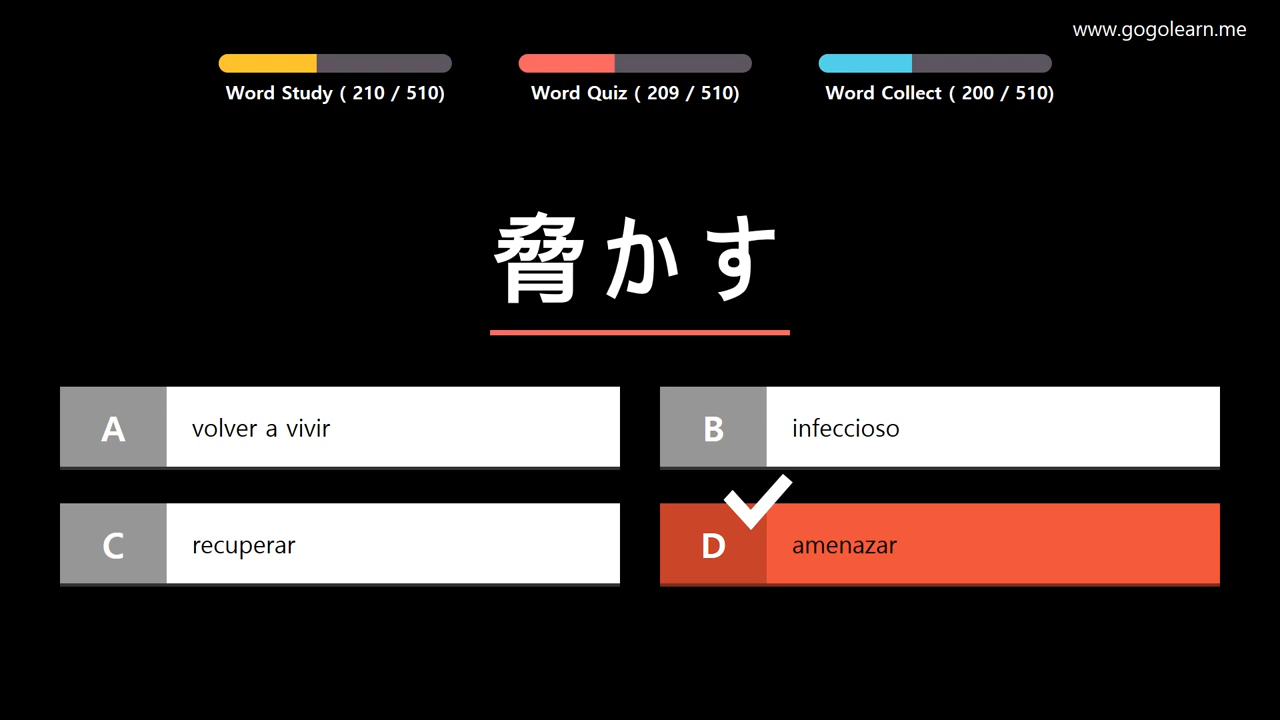 www.gogolearn.me
Word Study ( 210 / 510)
Word Quiz ( 209 / 510)
Word Collect ( 200 / 510)
脅かす
A volver a vivir
B infeccioso
C recuperar
D amenazar